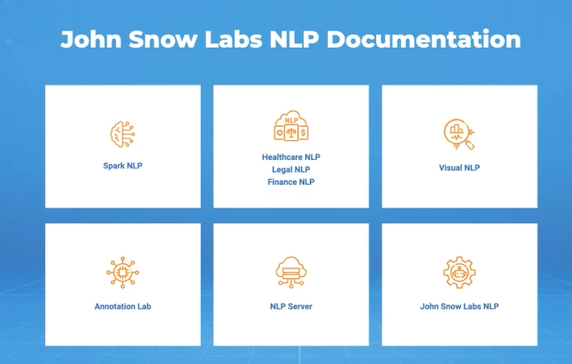 John Snow Labs NLP Documentation
Spark NLP
NLP
$
Healthcare NLP
Legal NLP
Finance NLP
Visual NLP
Annotation Lab
NLP Server
John Snow Labs NLP